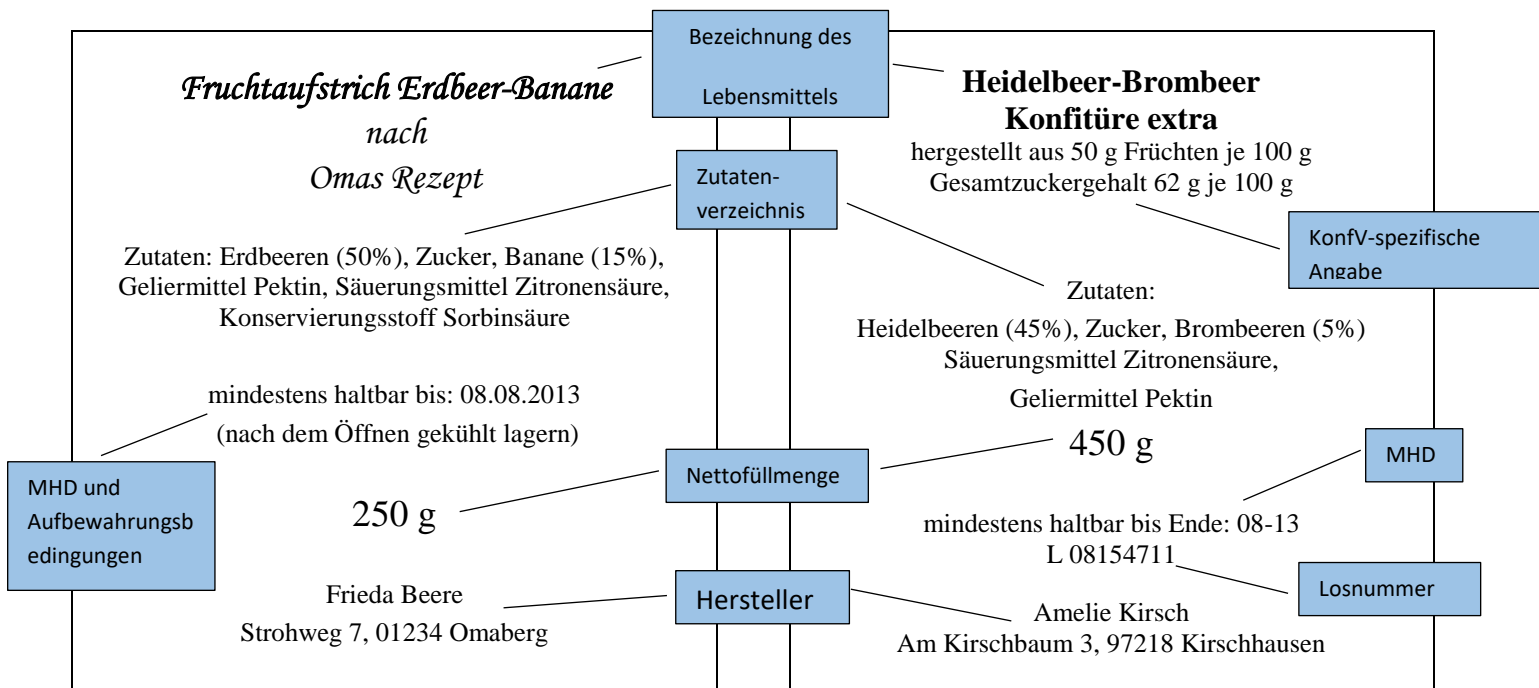 Bezeichnung des
Lebensmittels
Fruchtaufstrich Erdbeer-Banane
nach
Omas Rezept
Heidelbeer-Brombeer
Konfitüre extra
hergestellt aus 50 g Früchten je 100 g
Gesamtzuckergehalt 62 g je 100 g
Zutaten-
verzeichnis
KonfV-spezifische
Angabe
Zutaten: Erdbeeren (50%), Zucker, Banane (15%),
Geliermittel Pektin, Säuerungsmittel Zitronensäure,
Konservierungsstoff Sorbinsäure
Zutaten:
Heidelbeeren (45%), Zucker, Brombeeren (5%)
Säuerungsmittel Zitronensäure,
Geliermittel Pektin
mindestens haltbar bis: 08.08.2013
(nach dem Öffnen gekühlt lagern)
450 g
MHD
MHD und
Aufbewahrungsb
edingungen
Nettofüllmenge
250 g
mindestens haltbar bis Ende: 08-13
L 08154711
Losnummer
Hersteller
Frieda Beere
Strohweg 7, 01234 Omaberg
Amelie Kirsch
Am Kirschbaum 3, 97218 Kirschhausen